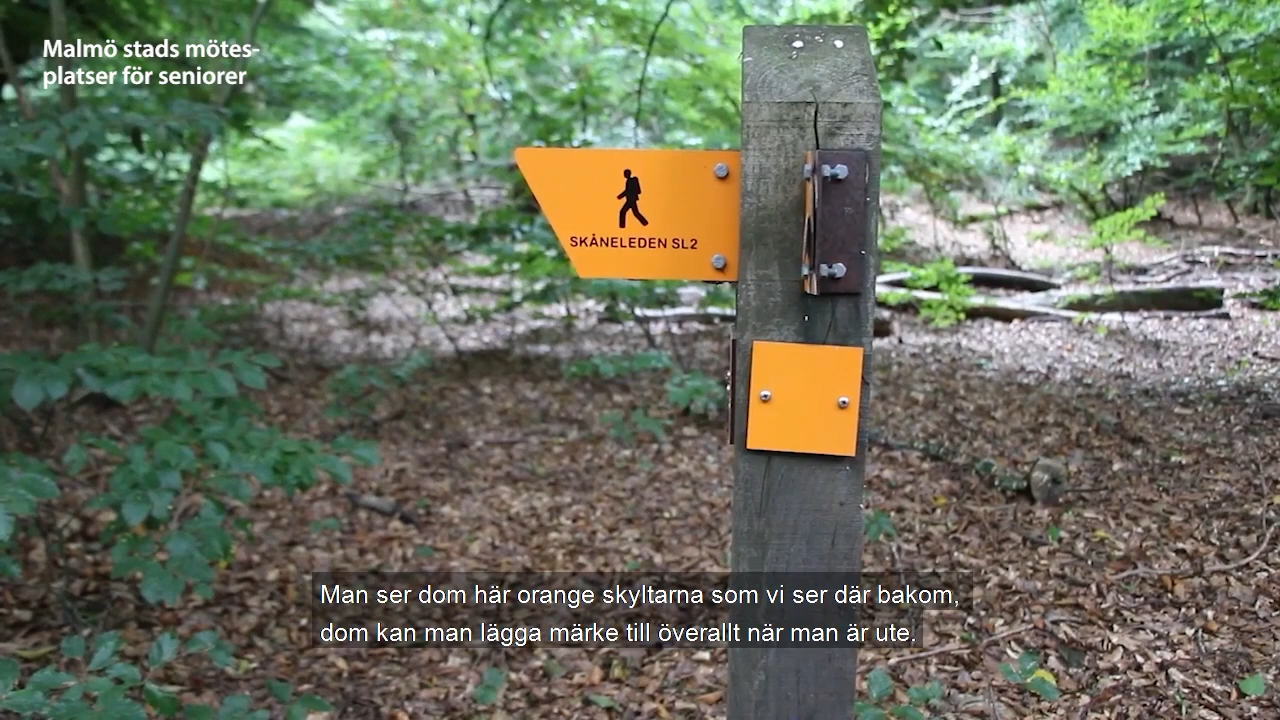 Malmö stads mötes-
platser för seniorer
SKÅNELEDEN SL2
Man ser dom här orange skyltarna som vi ser där bakom,
dom kan man lägga märke till överallt när man är ute.